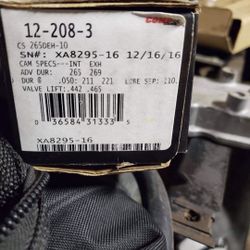 COMP
12-208-3
CS 265DEH-10
SN#: XA8295-16 12/16/16
CAM SPECS---INT EXH
ADV DUR: 265 269
DUR @ .050: 211 221 LOBE SEP: 110.
VALVE LIFT: .442 .465
0 36584 31333 5
XA8295-16